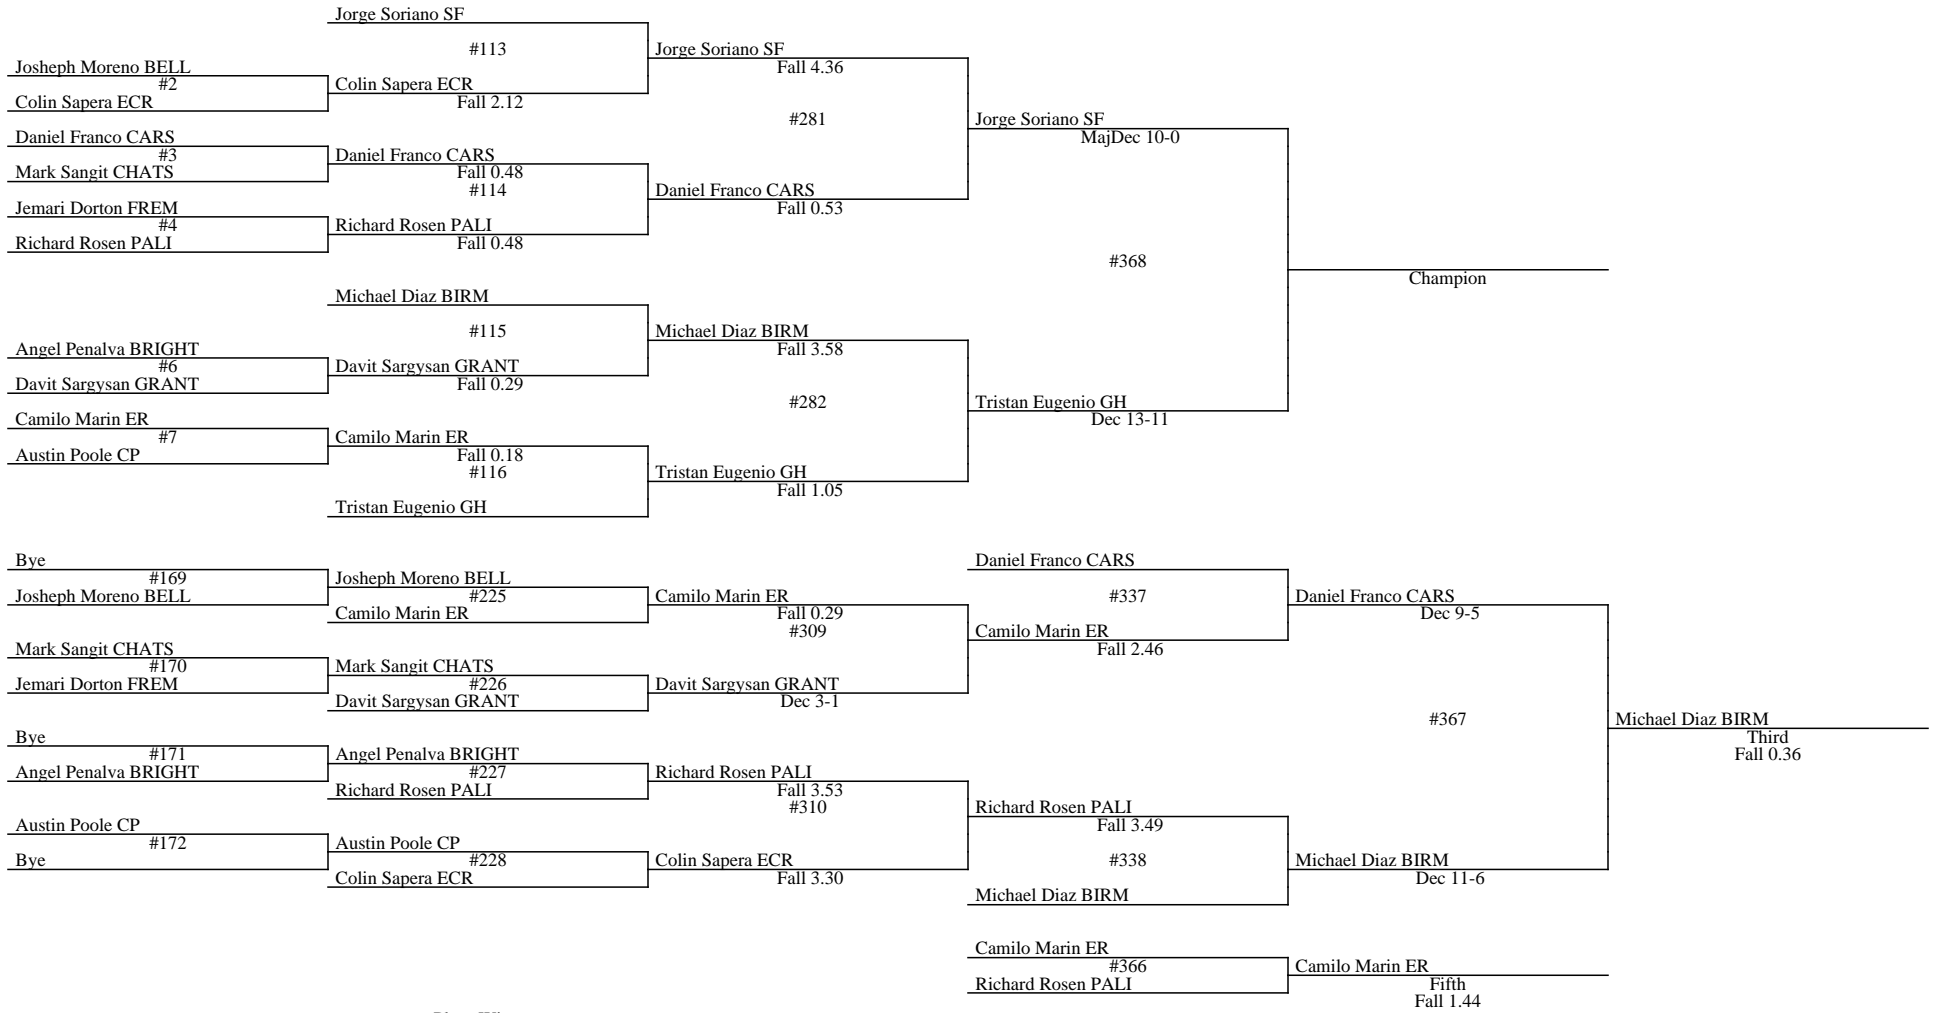 Jorge Soriano SF
#113
Jorge Soriano SF
Fall 4.36
Josheph Moreno BELL
#2
Colin Sapera ECR
Colin Sapera ECR
Fall 2.12
#281
Jorge Soriano SF
MajDec 10-0
Daniel Franco CARS
#3
Mark Sangit CHATS
Daniel Franco CARS
Fall 0.48
#114
Daniel Franco CARS
Fall 0.53
Jemari Dorton FREM
#4
Richard Rosen PALI
Richard Rosen PALI
Fall 0.48
#368
Champion
Michael Diaz BIRM
#115
Michael Diaz BIRM
Fall 3.58
Angel Penalva BRIGHT
#6
Davit Sargysan GRANT
Davit Sargysan GRANT
Fall 0.29
#282
Tristan Eugenio GH
Dec 13-11
Camilo Marin ER
#7
Austin Poole CP
Camilo Marin ER
Fall 0.18
#116
Tristan Eugenio GH
Fall 1.05
Tristan Eugenio GH
Bye
#169
Josheph Moreno BELL
Josheph Moreno BELL
#225
Camilo Marin ER
Camilo Marin ER
Fall 0.29
#309
Daniel Franco CARS
#337
Camilo Marin ER
Fall 2.46
Daniel Franco CARS
Dec 9-5
Mark Sangit CHATS
#170
Jemari Dorton FREM
Mark Sangit CHATS
#226
Davit Sargysan GRANT
Davit Sargysan GRANT
Dec 3-1
#367
Michael Diaz BIRM
Third
Fall 0.36
Bye
#171
Angel Penalva BRIGHT
Angel Penalva BRIGHT
#227
Richard Rosen PALI
Richard Rosen PALI
Fall 3.53
#310
Richard Rosen PALI
Fall 3.49
#338
Michael Diaz BIRM
Michael Diaz BIRM
Dec 11-6
Austin Poole CP
#172
Bye
Austin Poole CP
#228
Colin Sapera ECR
Colin Sapera ECR
Fall 3.30
Camilo Marin ER
#366
Richard Rosen PALI
Camilo Marin ER
Fifth
Fall 1.44